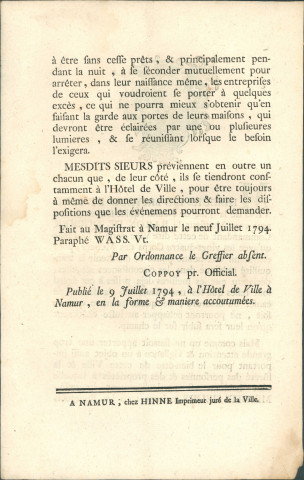 à être sans cesse prêts, & principalement pen-
dant la nuit, à se séconder mutuellement pour
arrêter, dans leur naissance même, les entreprises
de ceux qui voudroient se porter à quelques
excès, ce qui ne pourra mieux s'obtenir qu'en
faisant la garde aux portes de leurs maisons, qui
devront être éclairées par une ou plusieures
lumieres, & se réunissant lorsque le besoin
l'exigera.
MESDITS SIEURS préviennent en outre un
chacun que, de leur côté, ils se tiendront cons-
tamment à l'Hôtel de Ville, pour être toujours
à même de donner les directions & faire les dis-
positions que les événemens pourront demander.
Fait au Magistrat à Namur le neuf Juillet 1794.
Paraphé WASS. Vt.
Par Ordonnance le Greffier absent.
COPPOY pr. Official.
Publié le 9 Juillet 1794, à l'Hôtel de Ville à
Namur, en la forme & maniere accoutumées.
A NAMUR, chez HINNE Imprimeur juré de la Ville.